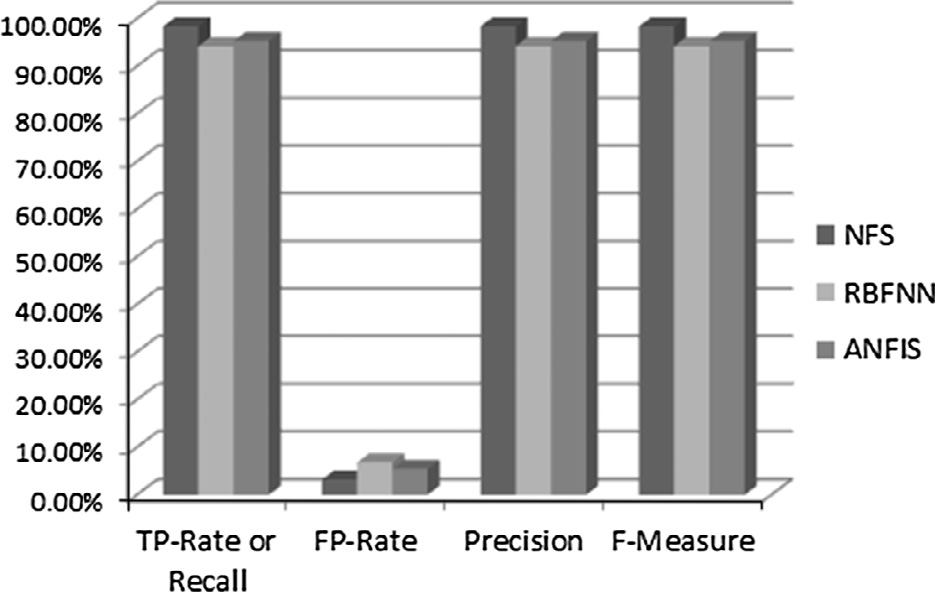 100.00%
90.00%
80.00%
70.00%
60.00%
50.00%
40.00%
30.00%
20.00%
10.00%
0.00%
TP-Rate or
Recall
FP-Rate
Precision
F-Measure
NFS
RBFNN
ANFIS